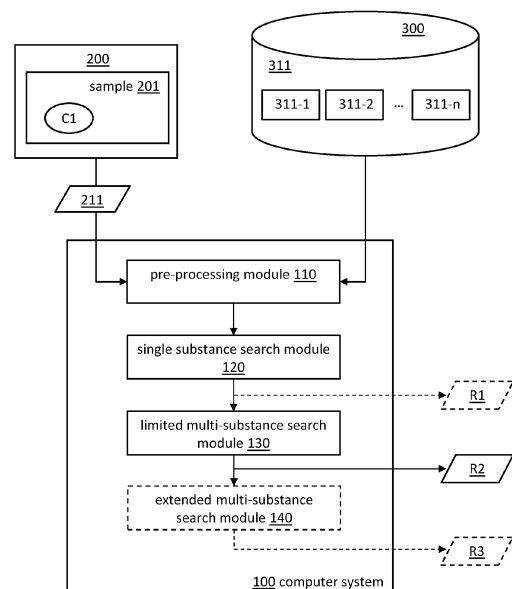 300
200
311
sample 201
311-1 311-2 ... 311-n
C1
211
pre-processing module 110
single substance search module
120
R1
limited multi-substance search
module 130
R2
extended multi-substance
search module 140
R3
100 computer system